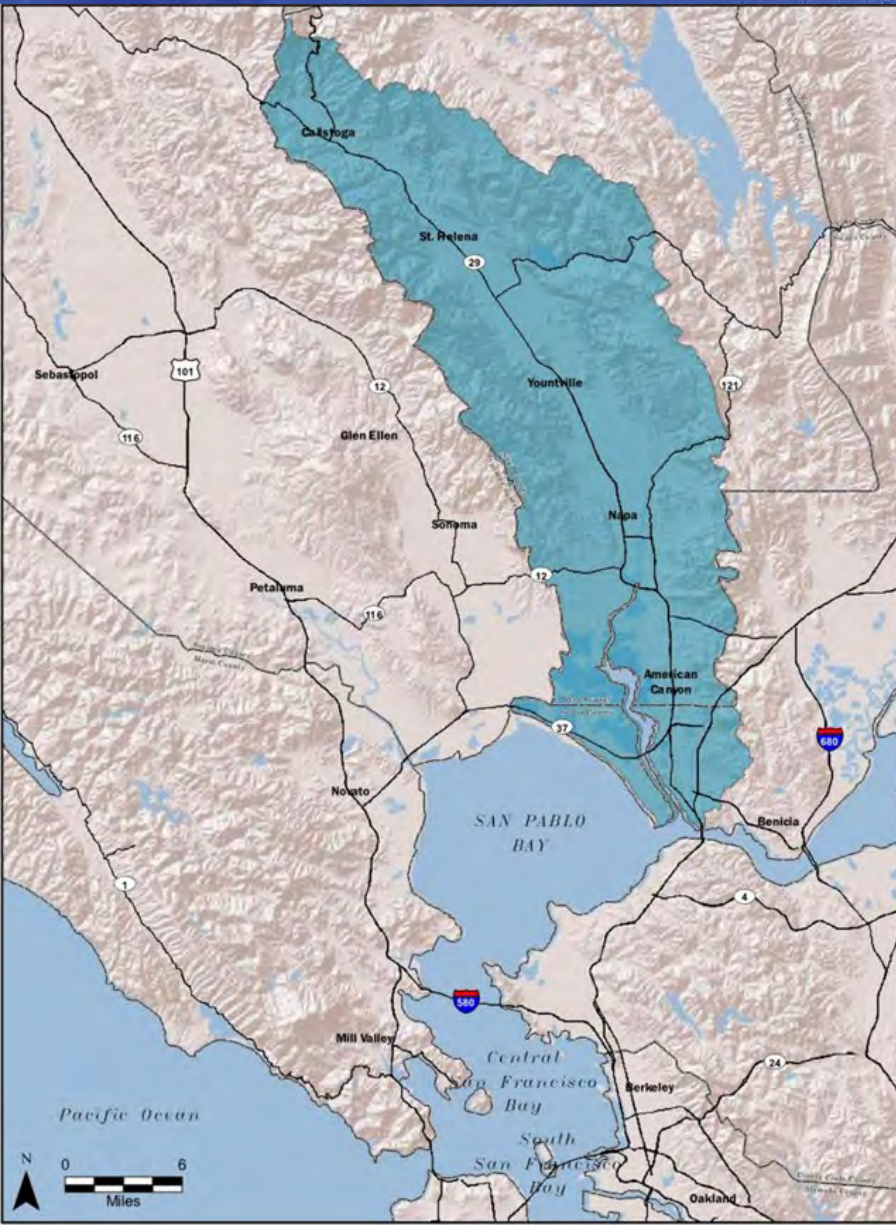 Calistoga
St. Helena
29
Sebastopol
101
12
121
Yountville
116
Glen Ellen
Napa
Sonoma
12
Petaluma
116
American
Canyon
37
680
Novato
SAN PABLO
BAY
Benicia
1
4
580
Mill Valley
Central
San Francisco
Bay
24
Berkeley
Pacific Ocean
South
San Francisco
Bay
N
0 6
Miles
Oakland